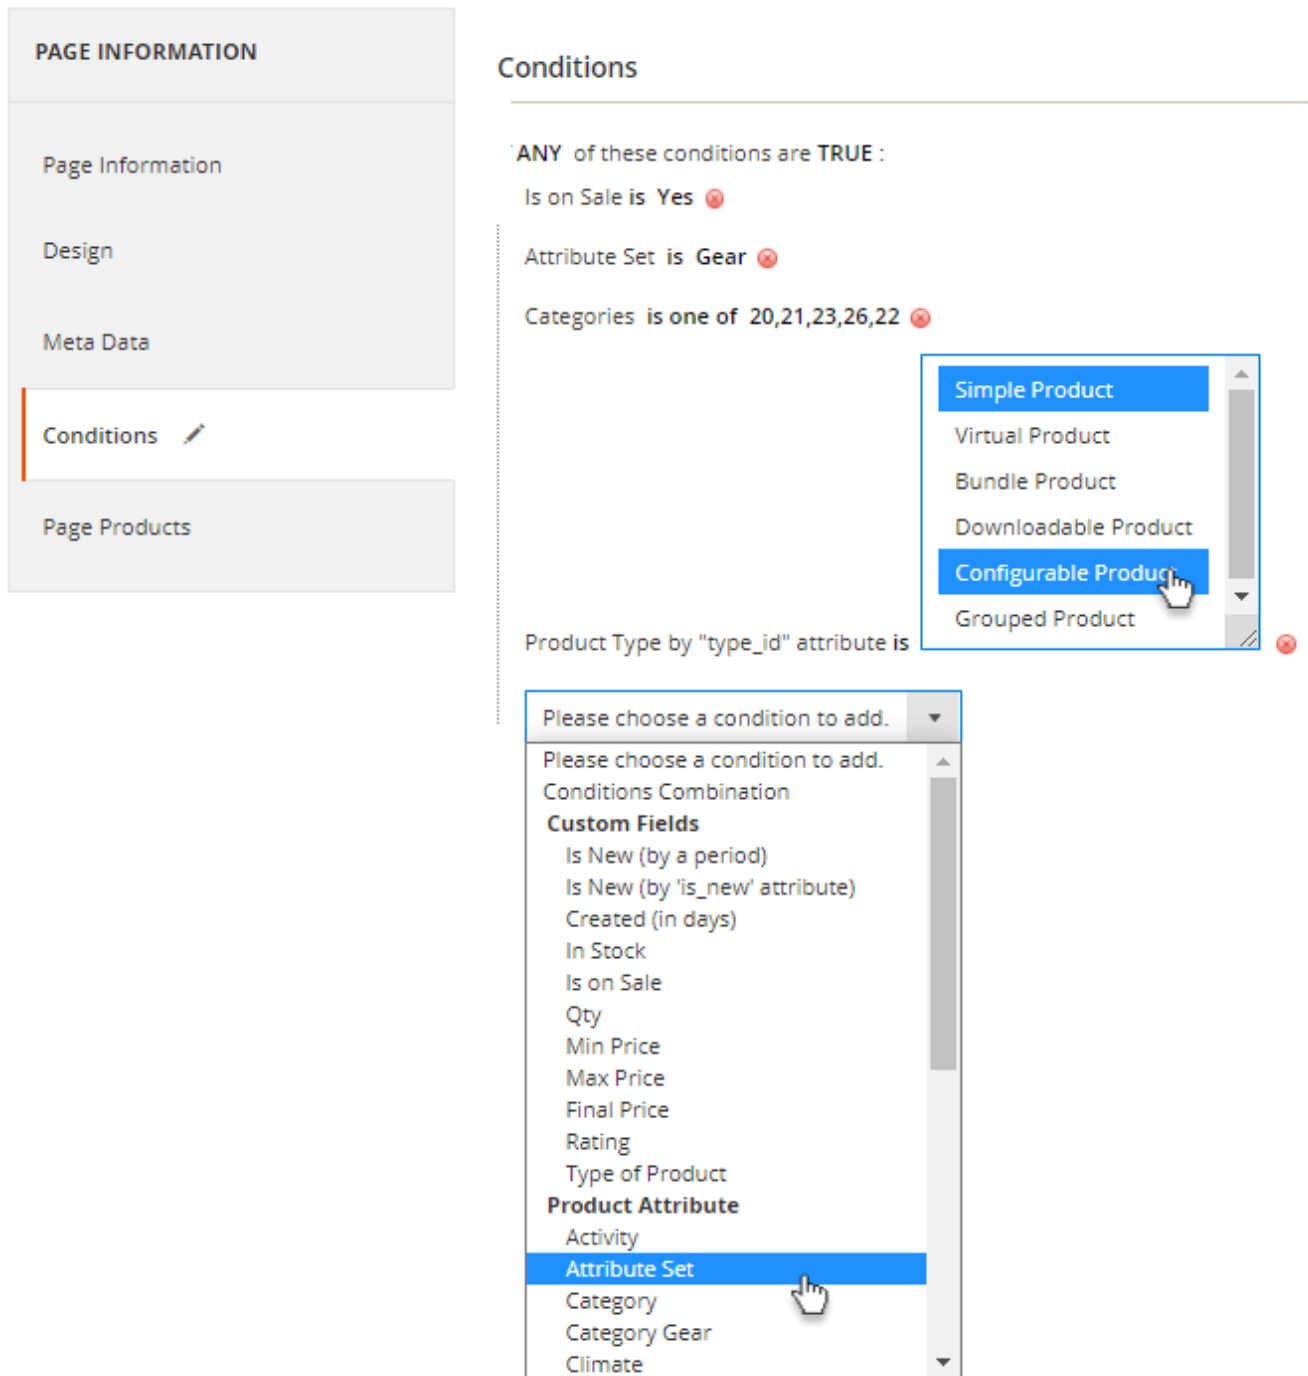 PAGE INFORMATION
Page Information
Design
Meta Data
Conditions
Page Products
Conditions
ANY of these conditions are TRUE :
Is on Sale is Yes
Attribute Set is Gear
Categories is one of 20,21,23,26,22
Simple Product
Virtual Product
Bundle Product
Downloadable Product
Configurable Product
Grouped Product
Product Type by "type_id" attribute is
Please choose a condition to add.
Please choose a condition to add.
Conditions Combination
Custom Fields
Is New (by a period)
Is New (by 'is_new' attribute)
Created (in days)
In Stock
Is on Sale
Qty
Min Price
Max Price
Final Price
Rating
Type of Product
Product Attribute
Activity
Attribute Set
Category
Category Gear
Climate